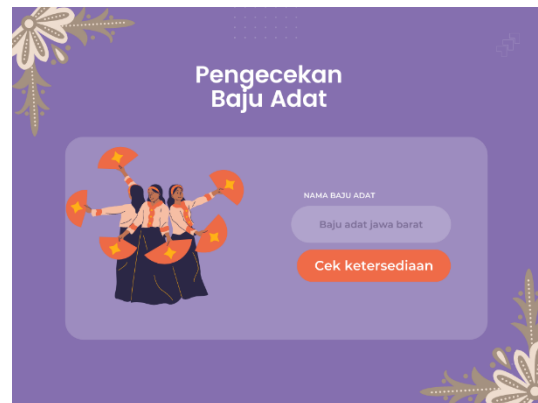 Pengecekan
Baju Adat
NAMA BAJU ADAT
Baju adat jawa barat
Cek ketersediaan